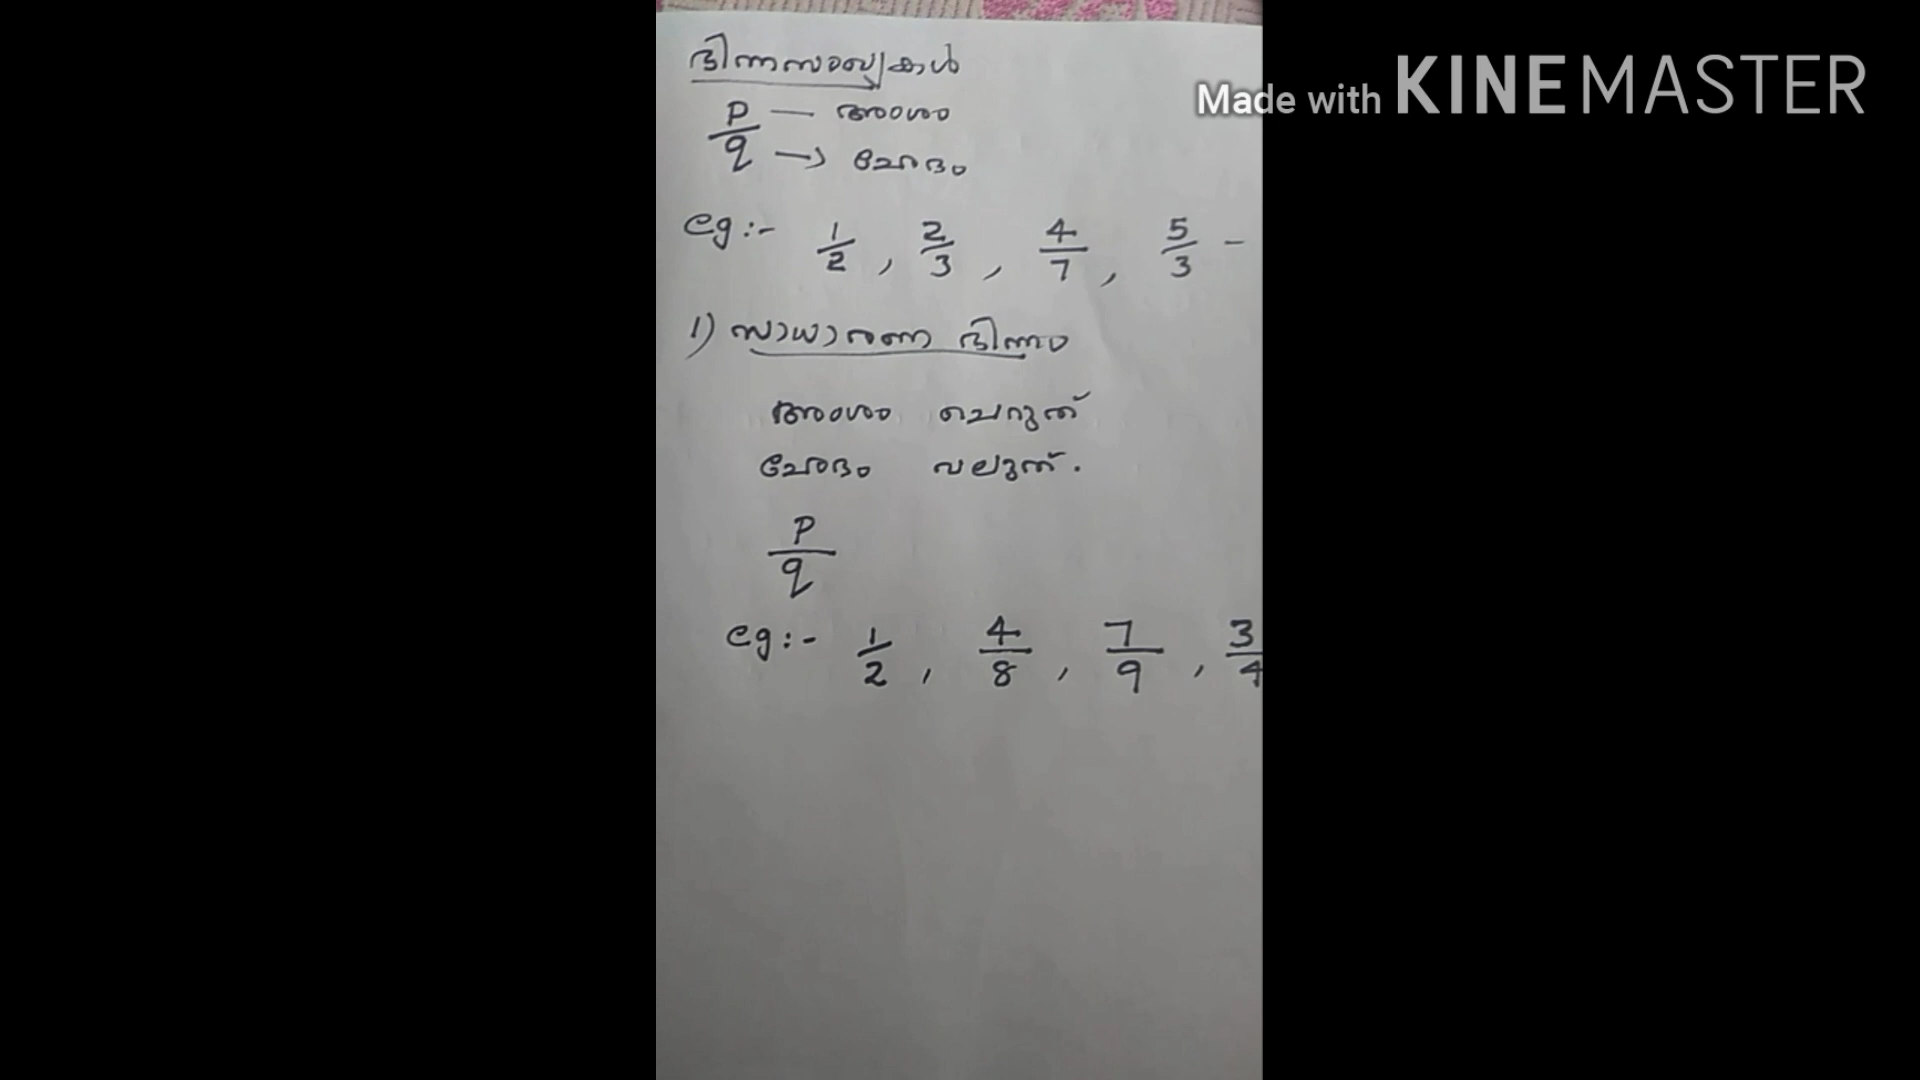 ഭിന്നസംഖ്യകൾ
P/q — അംശം
→ ഛേദം
eg:- 1/2, 2/3, 4/7, 5/3 -
1) സാധാരണ ഭിന്നം
അംശം ചെറുത്
ഛേദം വലുത്.
P/q
eg:- 1/2, 4/8, 7/9, 3/4
Made with KINEMASTER